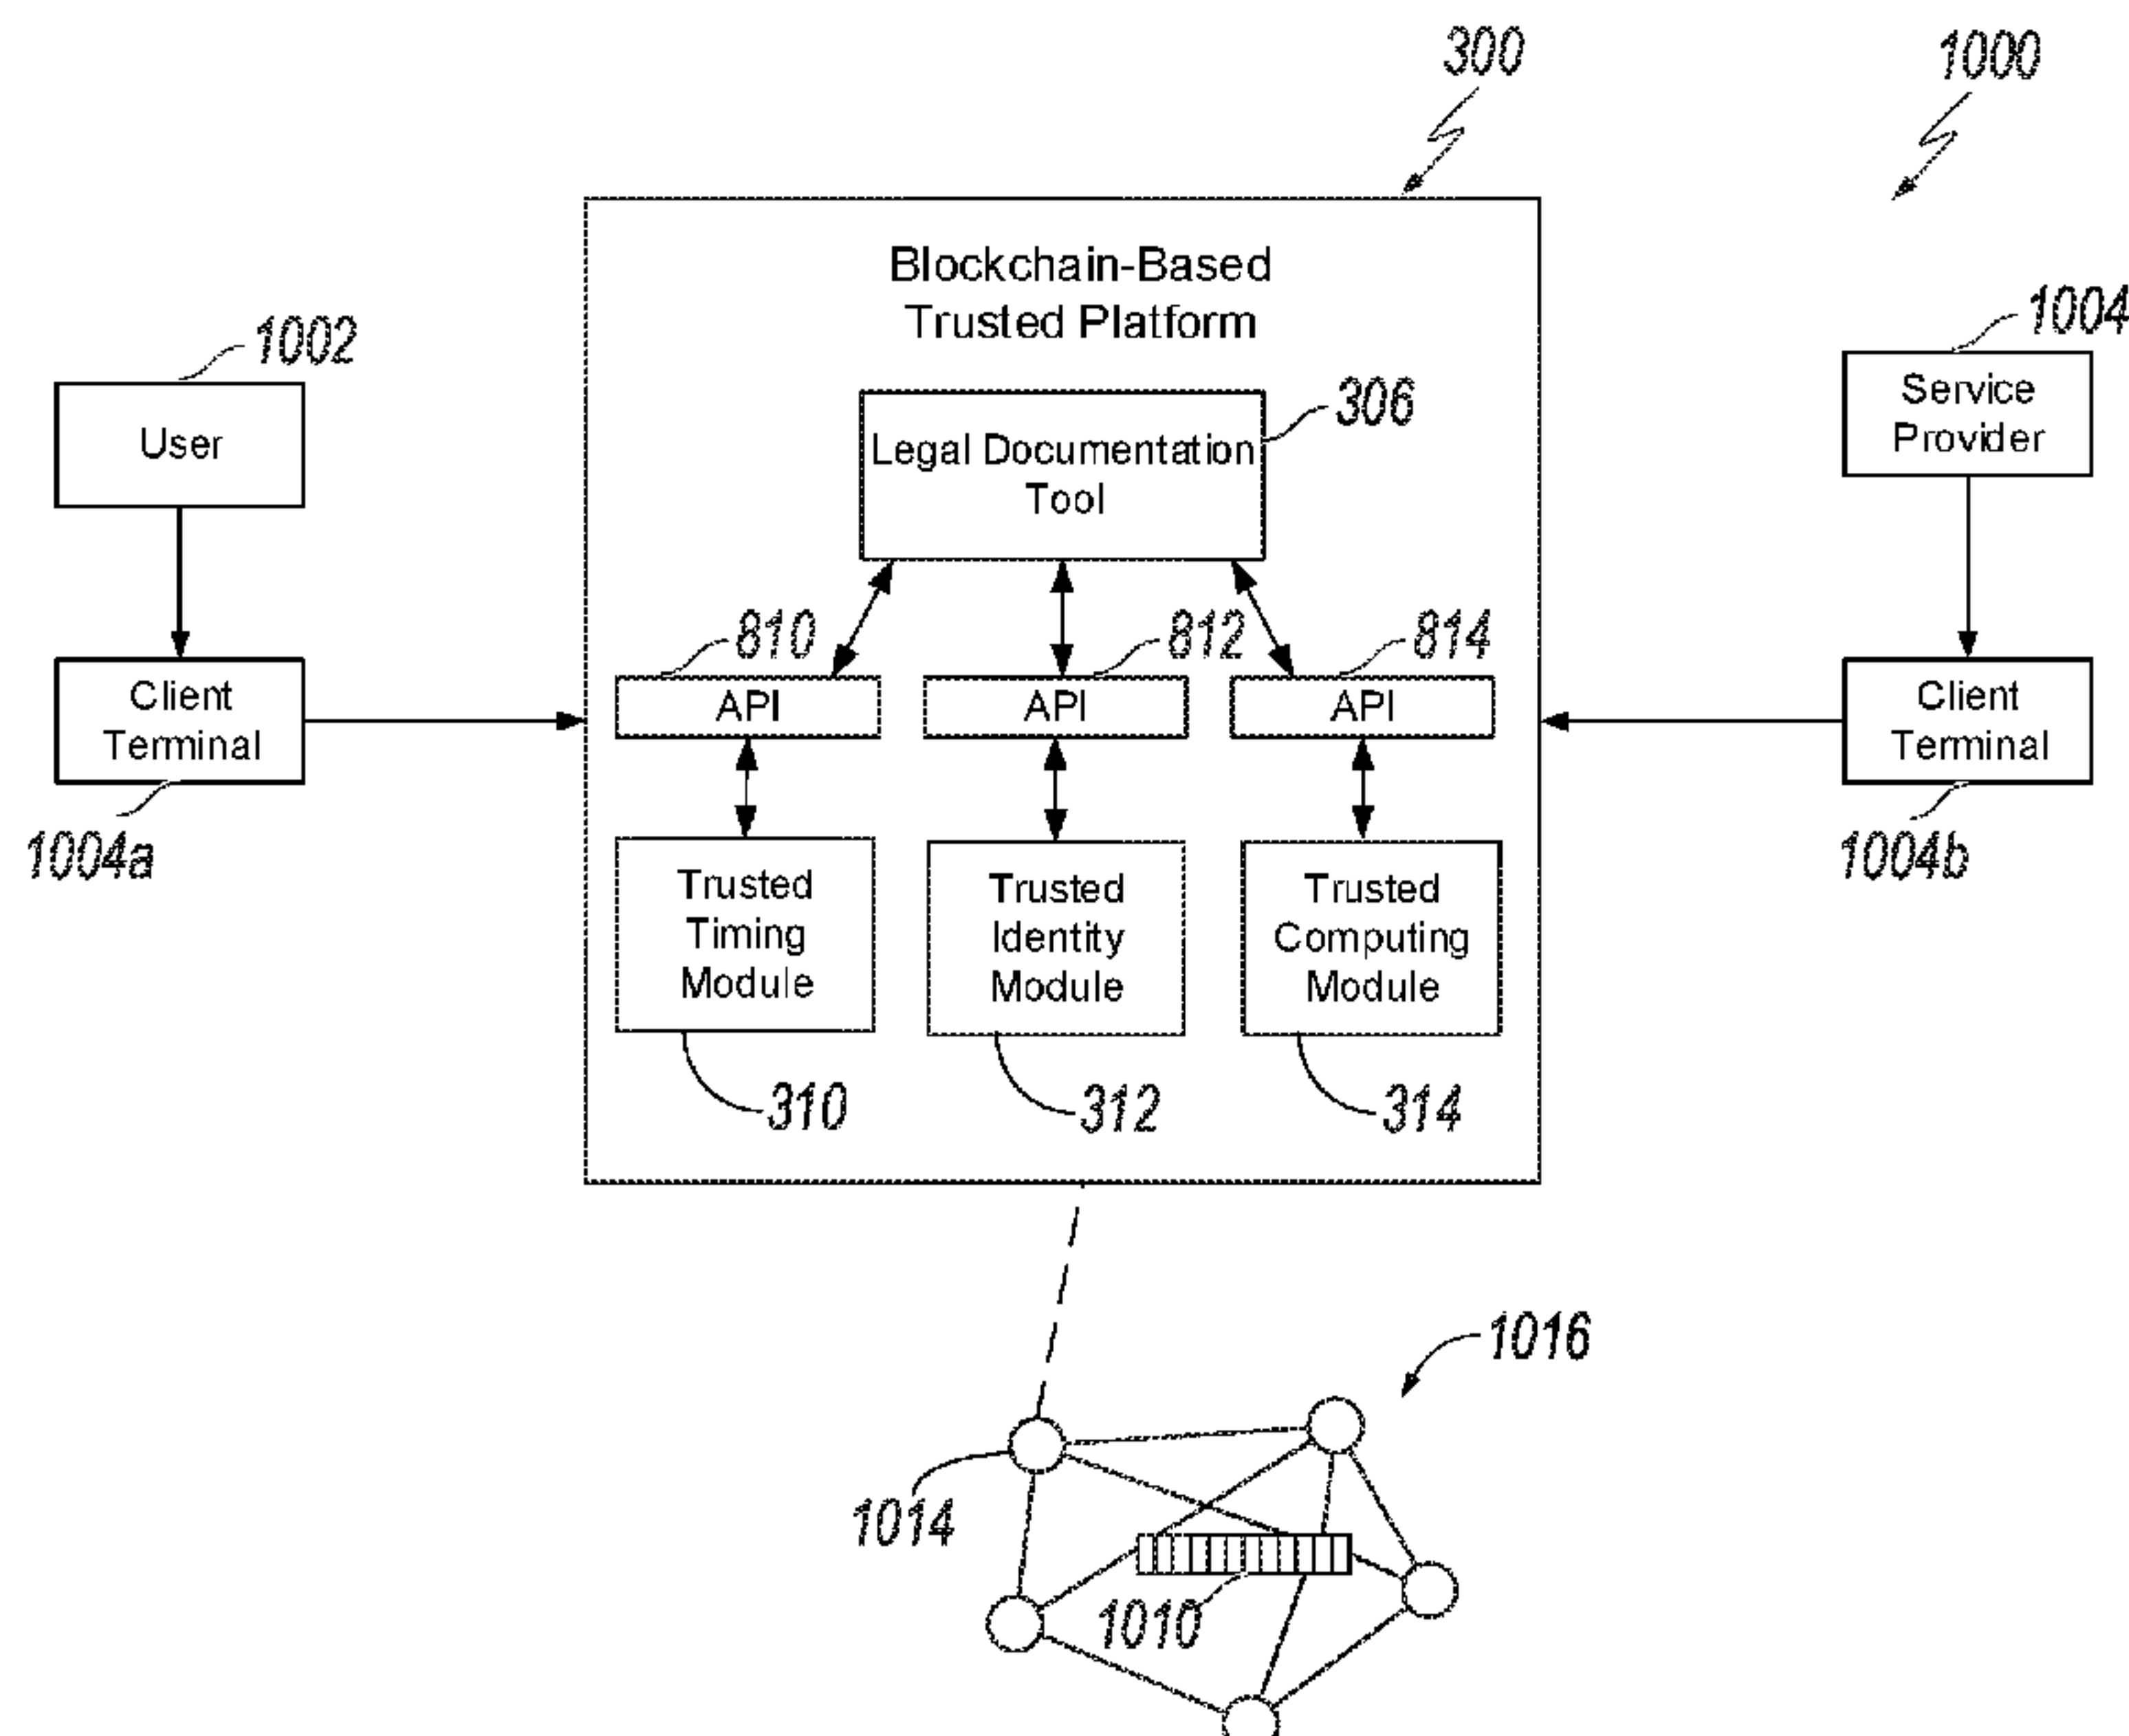 300
1000
Blockchain-Based
Trusted Platform
1002
User
306
Legal Documentation
Tool
1004
Service
Provider
810
812
814
API
API
API
Client
Terminal
1004a
Client
Terminal
1004b
Trusted
Timing
Module
Trusted
Identity
Module
Trusted
Computing
Module
310
312
314
1016
1014
1010